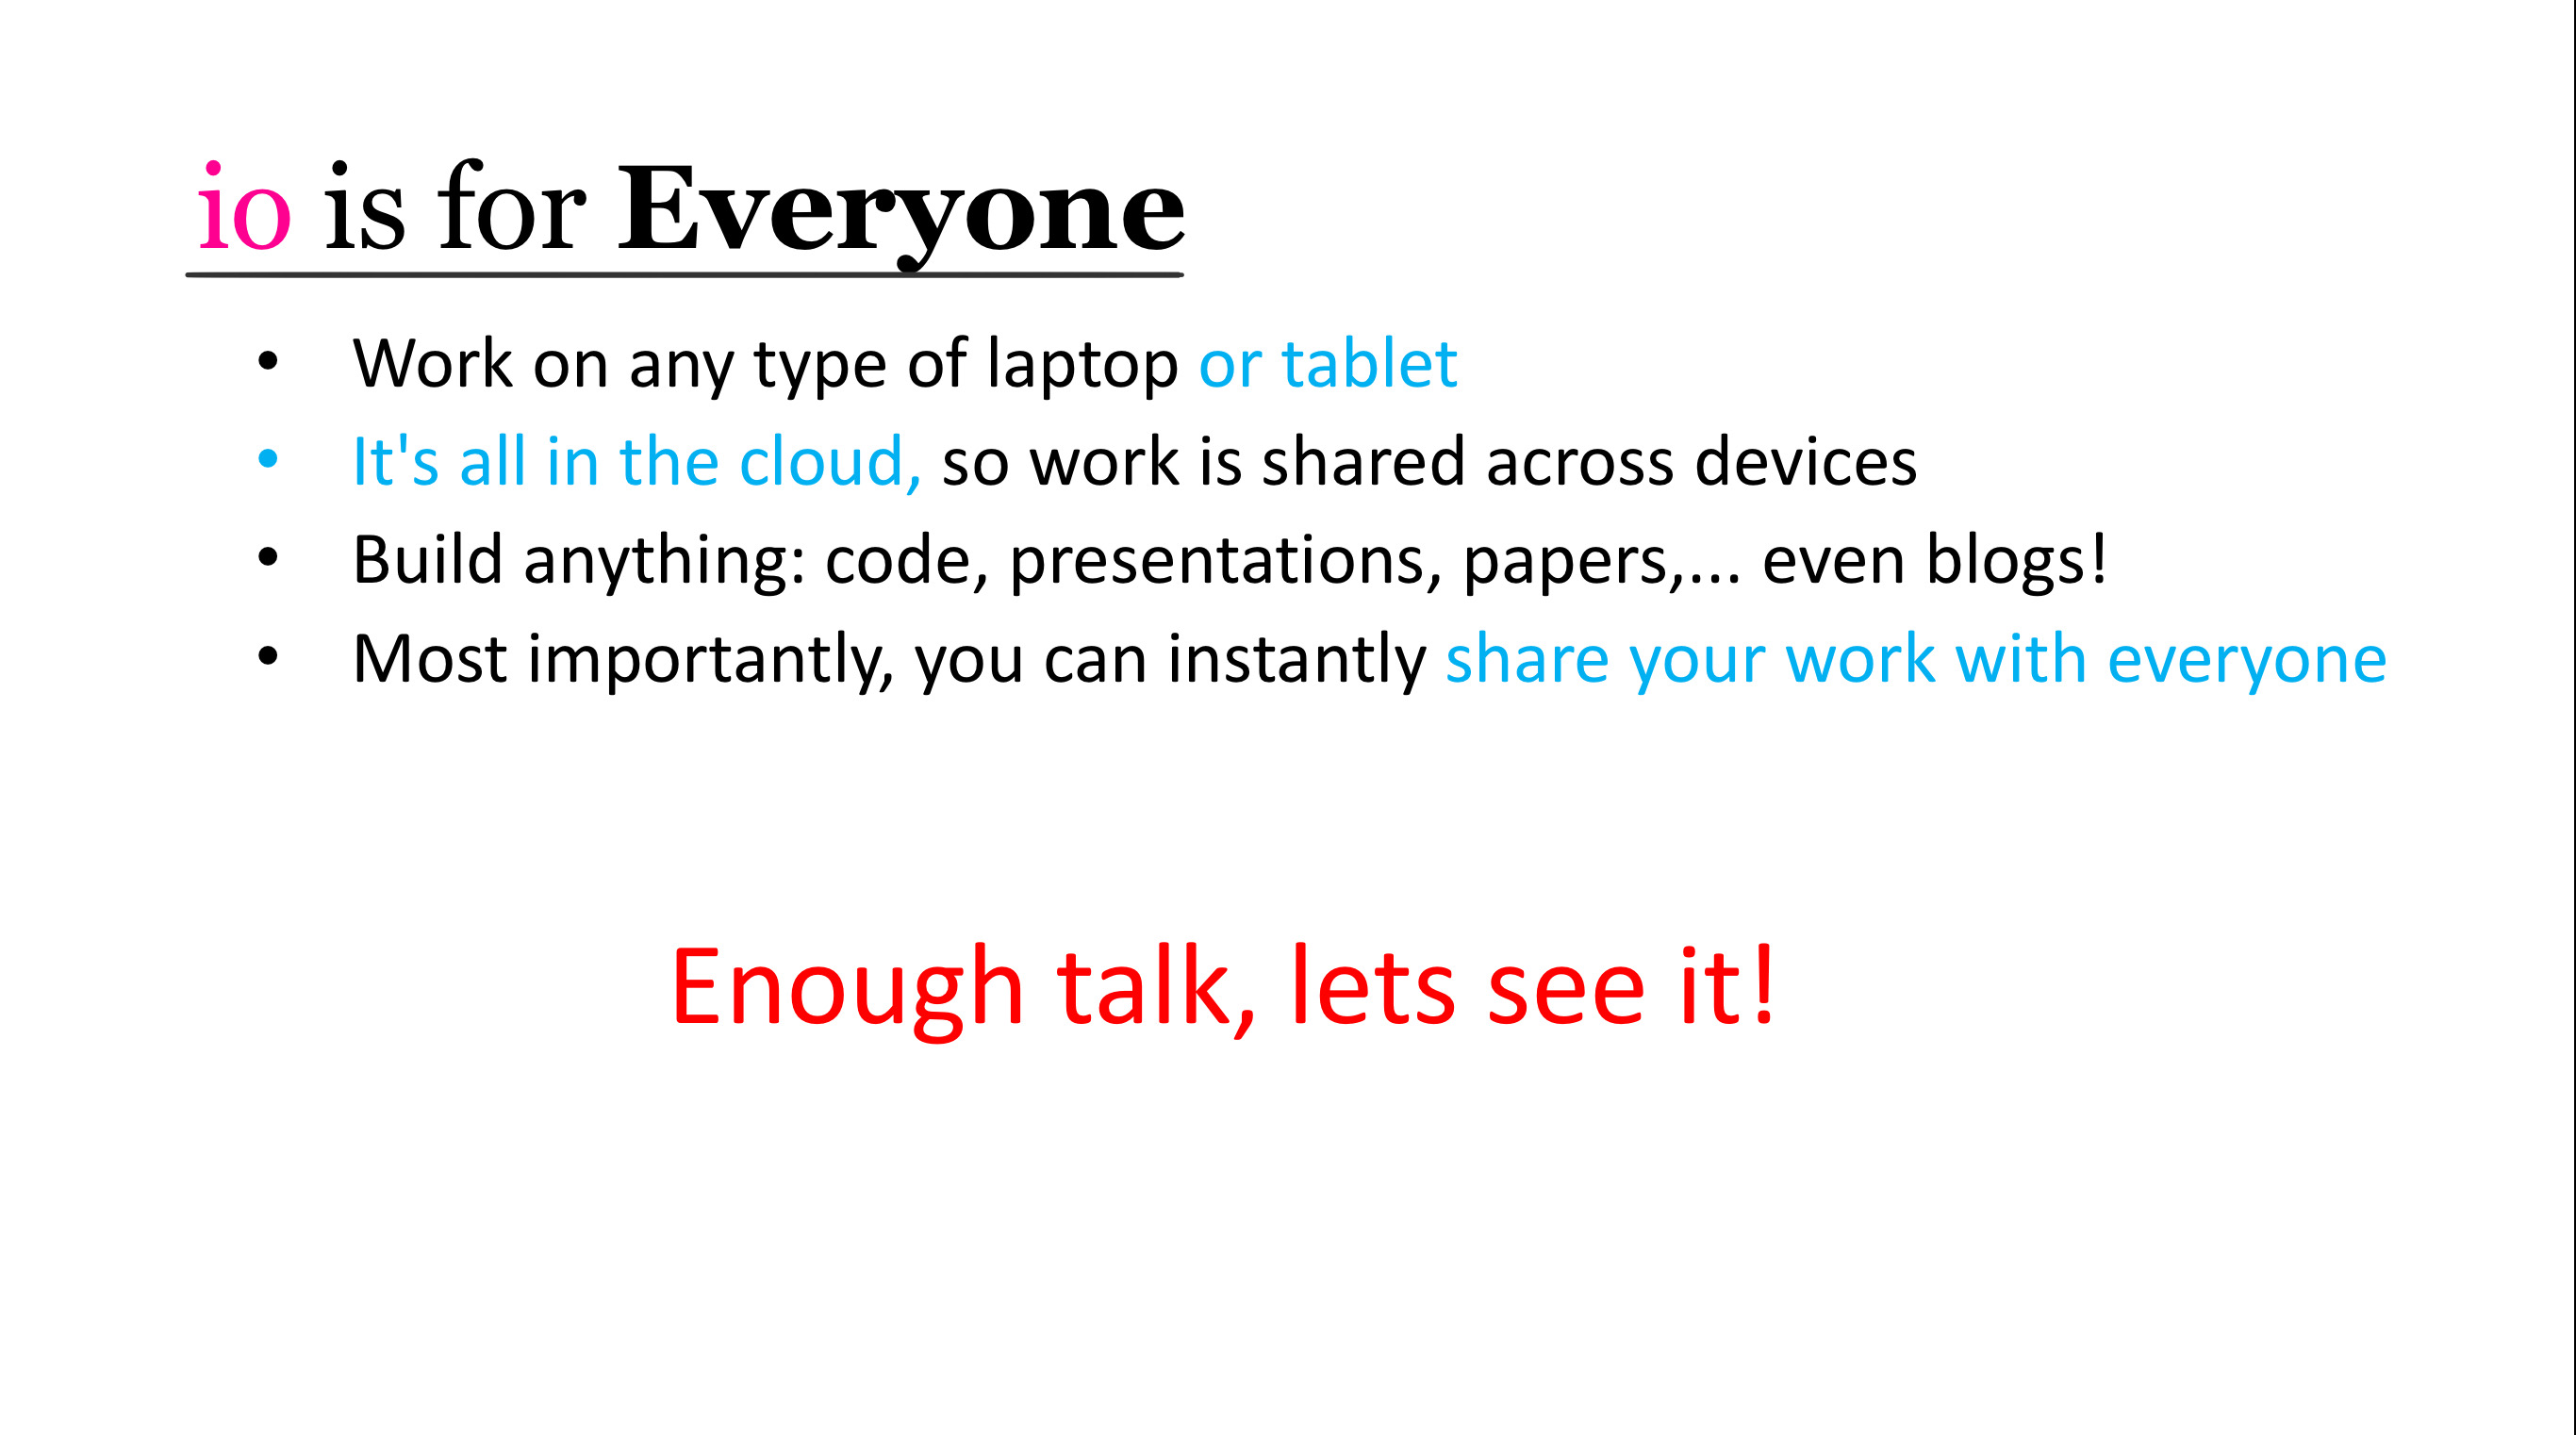 io is for Everyone
• Work on any type of laptop or tablet
• It's all in the cloud, so work is shared across devices
• Build anything: code, presentations, papers,... even blogs!
• Most importantly, you can instantly share your work with everyone
Enough talk, lets see it!